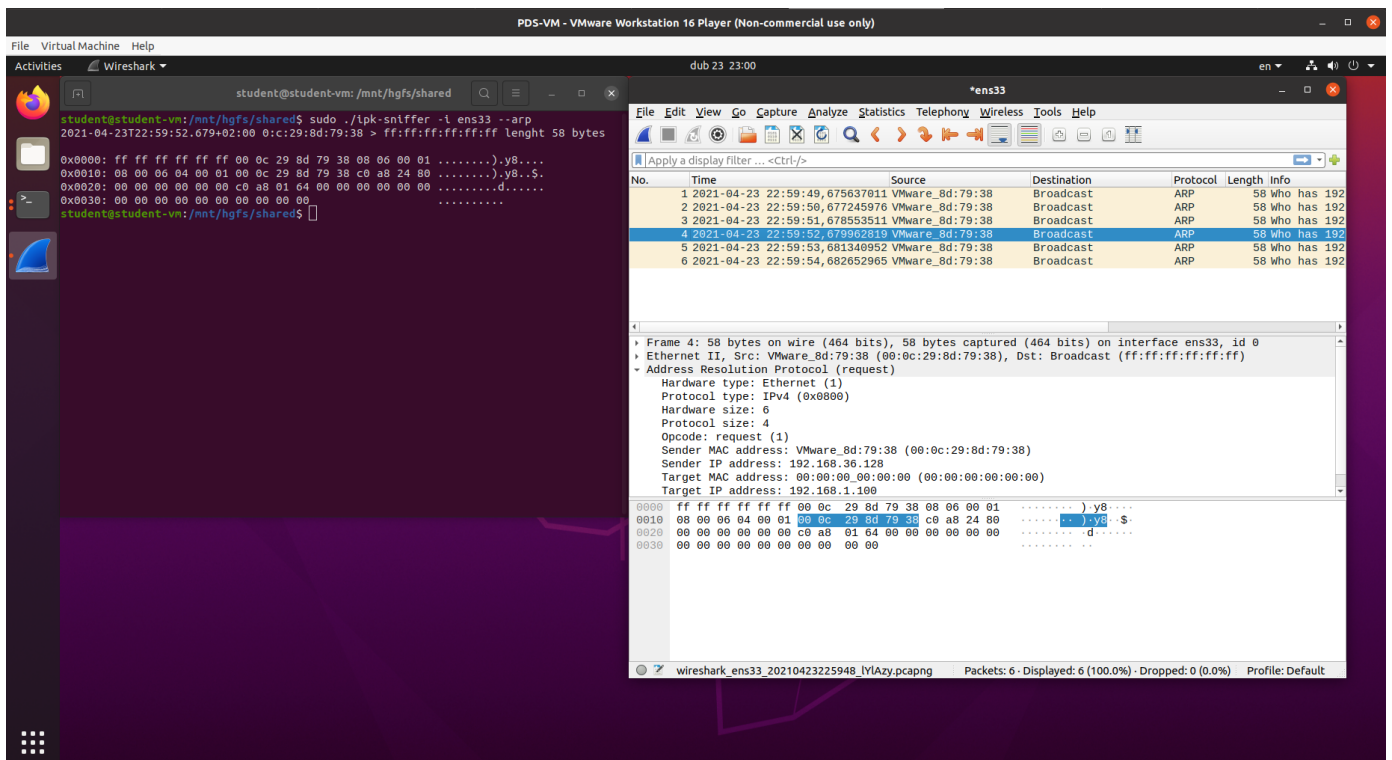 PDS-VM - VMware Workstation 16 Player (Non-commercial use only)
File Virtual Machine Help
Activities Wireshark dub 23 23:00 en
student@student-vm: /mnt/hgfs/shared
student@student-vm:/mnt/hgfs/shared$ sudo ./ipk-sniffer -i ens33 --arp
2021-04-23T22:59:52.679+02:00 0:c:29:8d:79:38 > ff:ff:ff:ff:ff:ff lenght 58 bytes
0x0000: ff ff ff ff ff ff 00 0c 29 8d 79 38 08 06 00 01 ........).y8....
0x0010: 08 00 06 04 00 01 00 0c 29 8d 79 38 c0 a8 24 80 ........).y8..$.
0x0020: 00 00 00 00 00 00 c0 a8 01 64 00 00 00 00 00 00 .........d......
0x0030: 00 00 00 00 00 00 00 00 00 00 ..........
student@student-vm:/mnt/hgfs/shared$
*ens33
File Edit View Go Capture Analyze Statistics Telephony Wireless Tools Help
Apply a display filter … <Ctrl-/>
No. Time Source Destination Protocol Length Info
1 2021-04-23 22:59:49,675637011 VMware_8d:79:38 Broadcast ARP 58 Who has 192
2 2021-04-23 22:59:50,677245976 VMware_8d:79:38 Broadcast ARP 58 Who has 192
3 2021-04-23 22:59:51,678553511 VMware_8d:79:38 Broadcast ARP 58 Who has 192
4 2021-04-23 22:59:52,679962819 VMware_8d:79:38 Broadcast ARP 58 Who has 192
5 2021-04-23 22:59:53,681340952 VMware_8d:79:38 Broadcast ARP 58 Who has 192
6 2021-04-23 22:59:54,682652965 VMware_8d:79:38 Broadcast ARP 58 Who has 192
Frame 4: 58 bytes on wire (464 bits), 58 bytes captured (464 bits) on interface ens33, id 0
Ethernet II, Src: VMware_8d:79:38 (00:0c:29:8d:79:38), Dst: Broadcast (ff:ff:ff:ff:ff:ff)
Address Resolution Protocol (request)
Hardware type: Ethernet (1)
Protocol type: IPv4 (0x0800)
Hardware size: 6
Protocol size: 4
Opcode: request (1)
Sender MAC address: VMware_8d:79:38 (00:0c:29:8d:79:38)
Sender IP address: 192.168.36.128
Target MAC address: 00:00:00_00:00:00 (00:00:00:00:00:00)
Target IP address: 192.168.1.100
0000 ff ff ff ff ff ff 00 0c 29 8d 79 38 08 06 00 01 ········)·y8····
0010 08 00 06 04 00 01 00 0c 29 8d 79 38 c0 a8 24 80 ········)·y8··$·
0020 00 00 00 00 00 00 c0 a8 01 64 00 00 00 00 00 00 ········ ·d······
0030 00 00 00 00 00 00 00 00 00 00 ········ ··
wireshark_ens33_20210423225948_lYlAzy.pcapng Packets: 6 · Displayed: 6 (100.0%) · Dropped: 0 (0.0%) Profile: Default